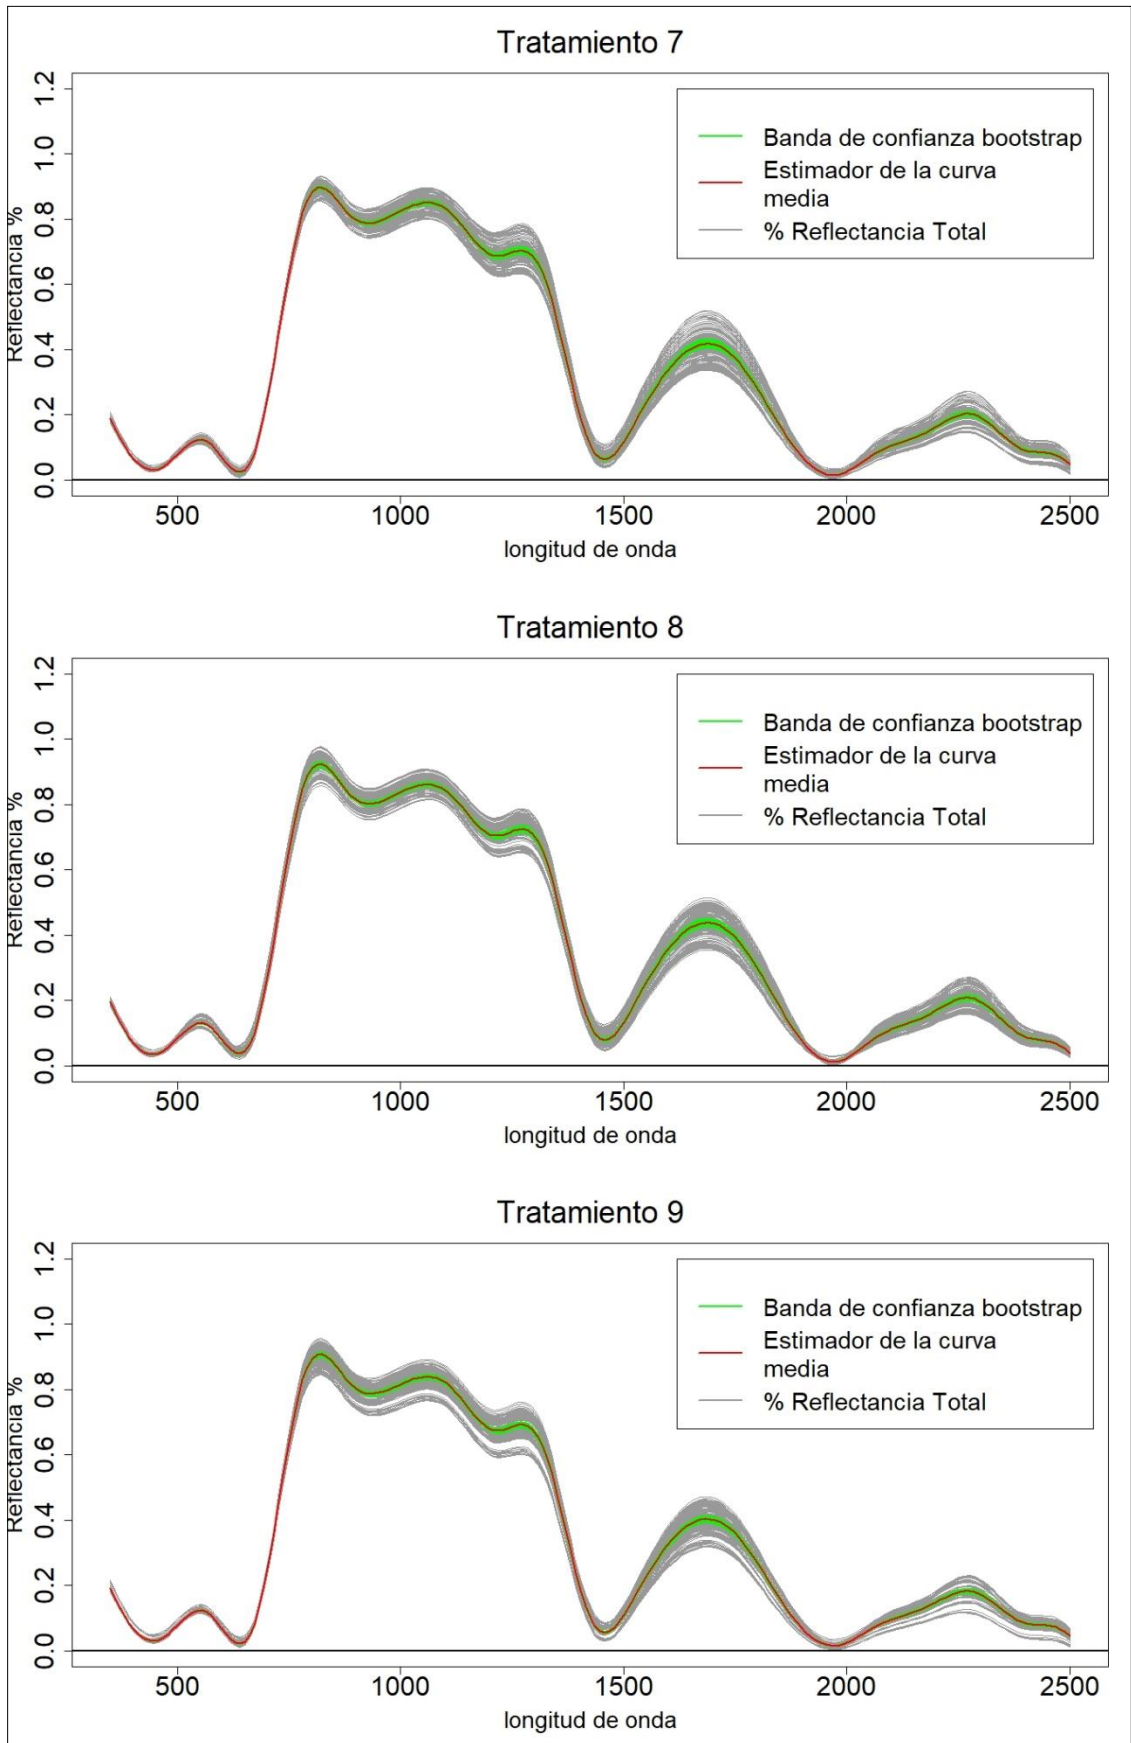 Tratamiento 7
1.2
1.0
0.8
0.6
0.4
0.2
0.0
Reflectancia %
Banda de confianza bootstrap
Estimador de la curva
media
% Reflectancia Total
500 1000 1500 2000 2500
longitud de onda
Tratamiento 8
1.2
1.0
0.8
0.6
0.4
0.2
0.0
Reflectancia %
Banda de confianza bootstrap
Estimador de la curva
media
% Reflectancia Total
500 1000 1500 2000 2500
longitud de onda
Tratamiento 9
1.2
1.0
0.8
0.6
0.4
0.2
0.0
Reflectancia %
Banda de confianza bootstrap
Estimador de la curva
media
% Reflectancia Total
500 1000 1500 2000 2500
longitud de onda